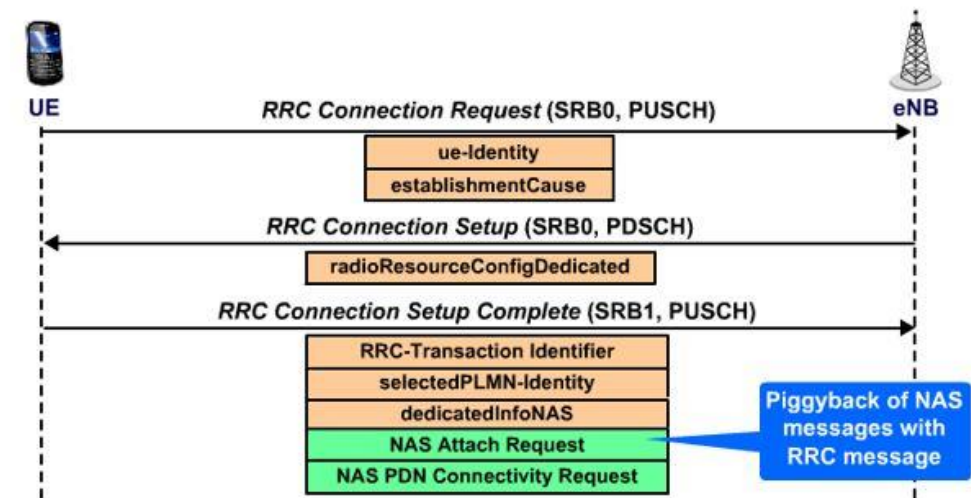 UE
eNB
RRC Connection Request (SRB0, PUSCH)
ue-Identity
establishmentCause
RRC Connection Setup (SRB0, PDSCH)
radioResourceConfigDedicated
RRC Connection Setup Complete (SRB1, PUSCH)
RRC-Transaction Identifier
selectedPLMN-Identity
dedicatedInfoNAS
NAS Attach Request
NAS PDN Connectivity Request
Piggyback of NAS
messages with
RRC message